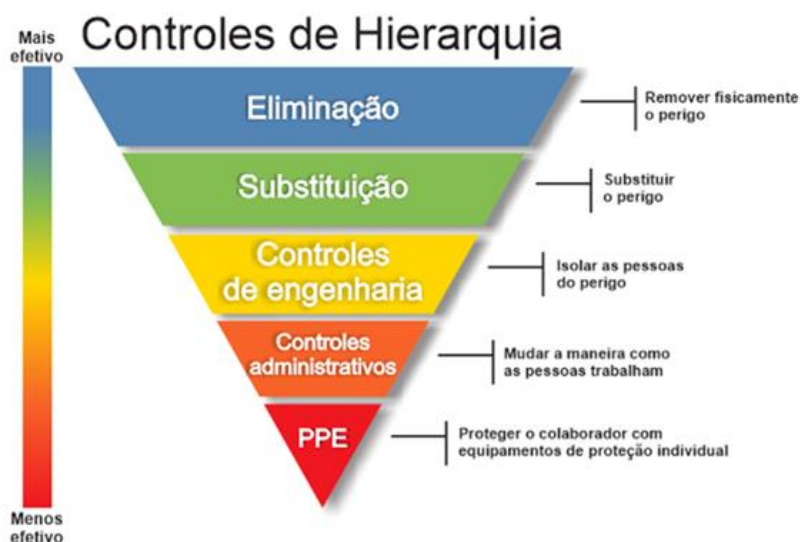 Controles de Hierarquia
Mais
efetivo
Eliminação
Remover fisicamente
o perigo
Substituição
Substituir
o perigo
Controles
de engenharia
Isolar as pessoas
do perigo
Controles
administrativos
Mudar a maneira como
as pessoas trabalham
PPE
Proteger o colaborador com
equipamentos de proteção individual
Menos
efetivo